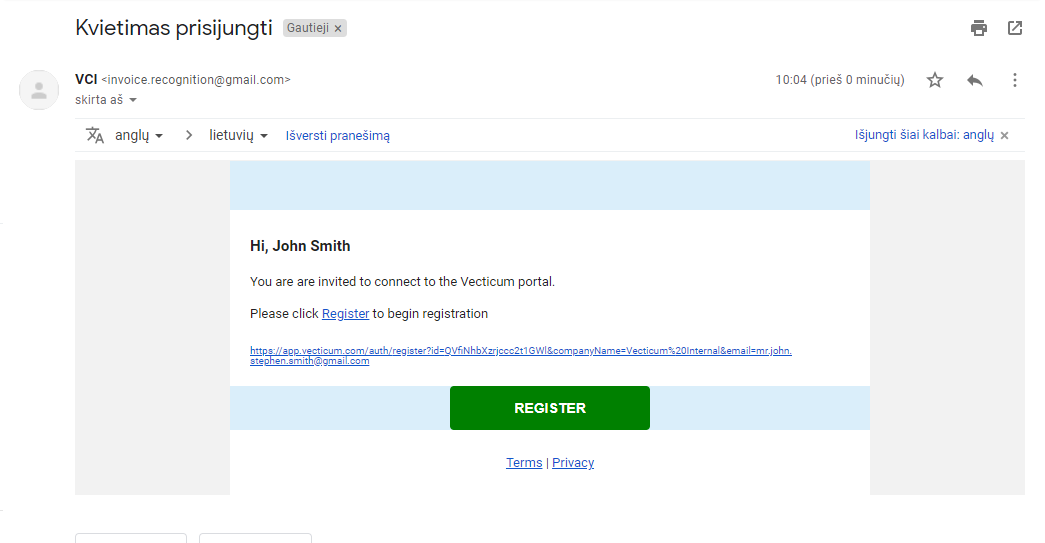 Kvietimas prisijungti Gautieji ×
VCI <invoice.recognition@gmail.com> 10:04 (prieš 0 minučių)
skirta aš
anglų > lietuvių Išversti pranešimą Išjungti šiai kalbai: anglų ×
Hi, John Smith
You are are invited to connect to the Vecticum portal.
Please click Register to begin registration
https://app.vecticum.com/auth/register?id=QVfiNhbXzrjccc2t1GWl&companyName=Vecticum%20Internal&email=mr.john.
stephen.smith@gmail.com
REGISTER
Terms | Privacy